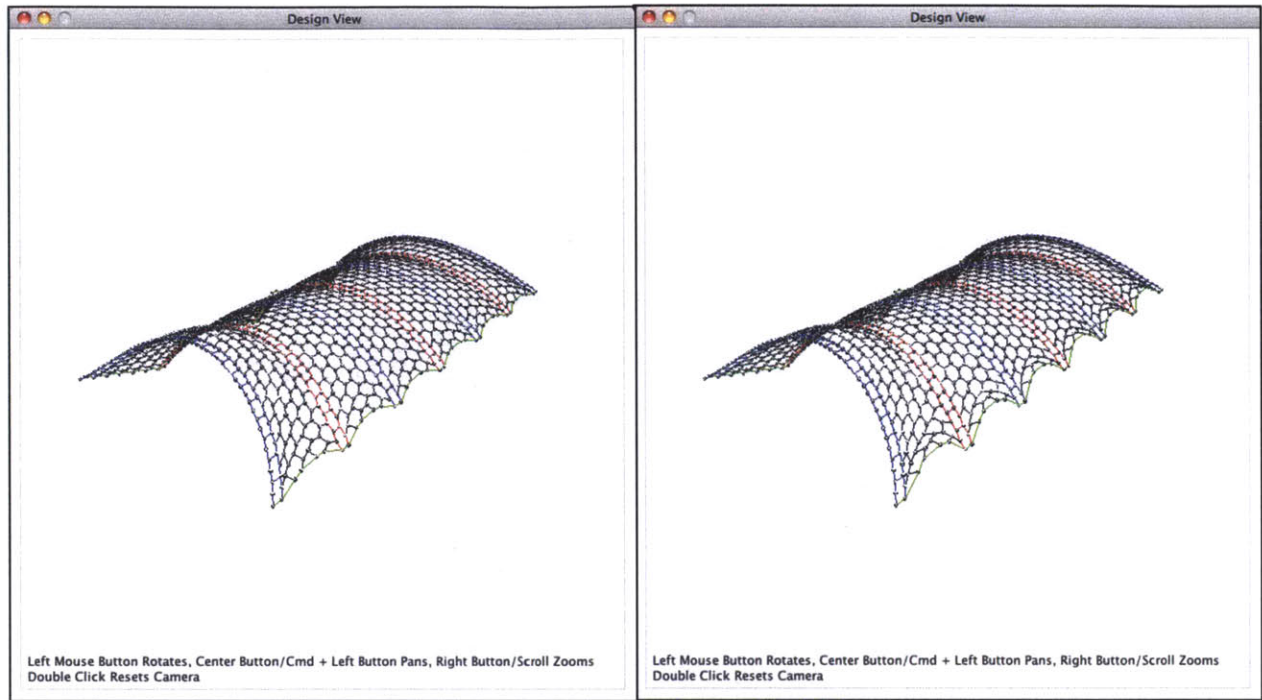 Design View
Left Mouse Button Rotates, Center Button/Cmd + Left Button Pans, Right Button/Scroll Zooms
Double Click Resets Camera
Design View
Left Mouse Button Rotates, Center Button/Cmd + Left Button Pans, Right Button/Scroll Zooms
Double Click Resets Camera